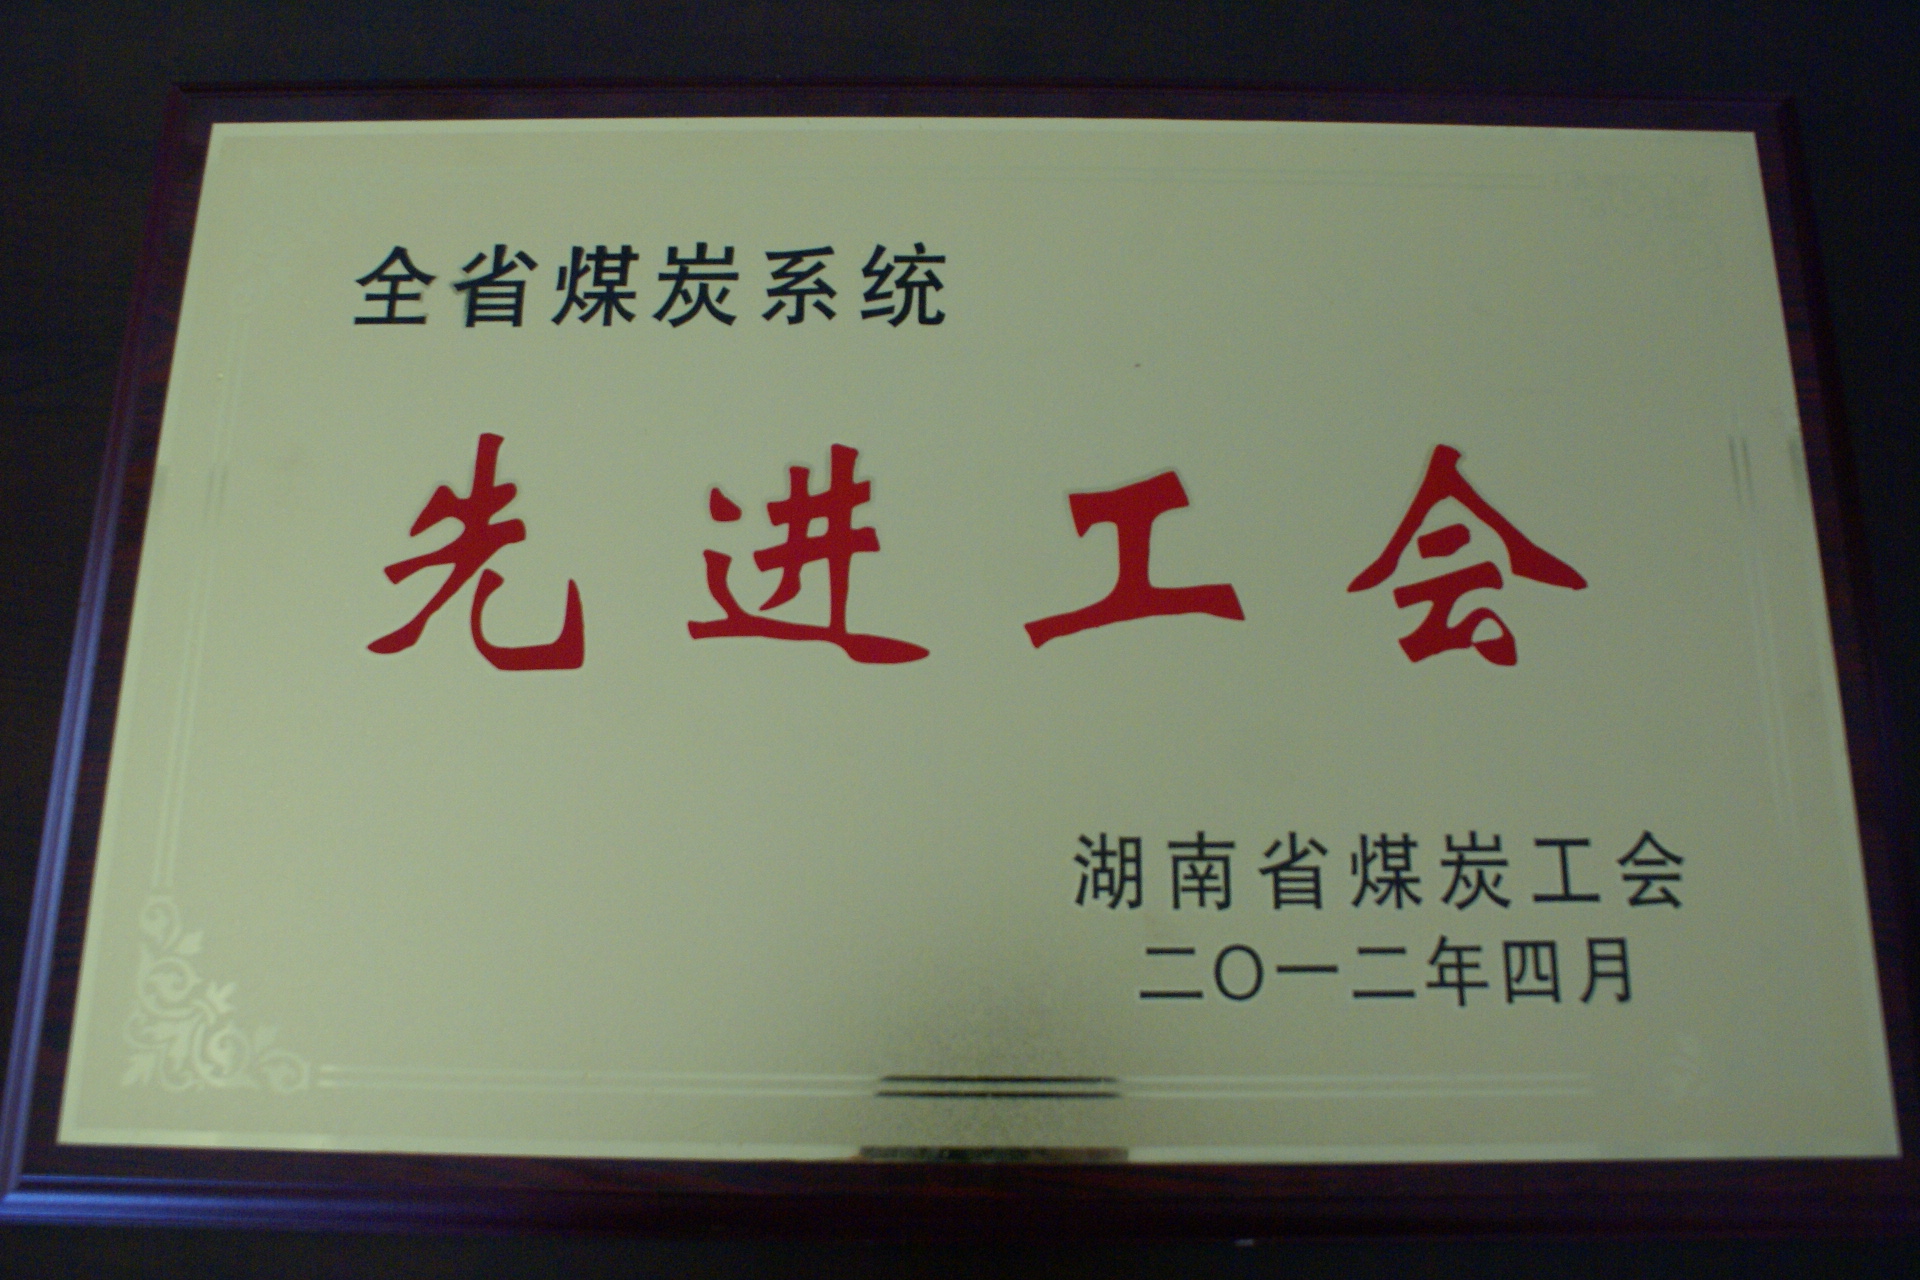 全省煤炭系统
先进工会
湖南省煤炭工会
二〇一二年四月